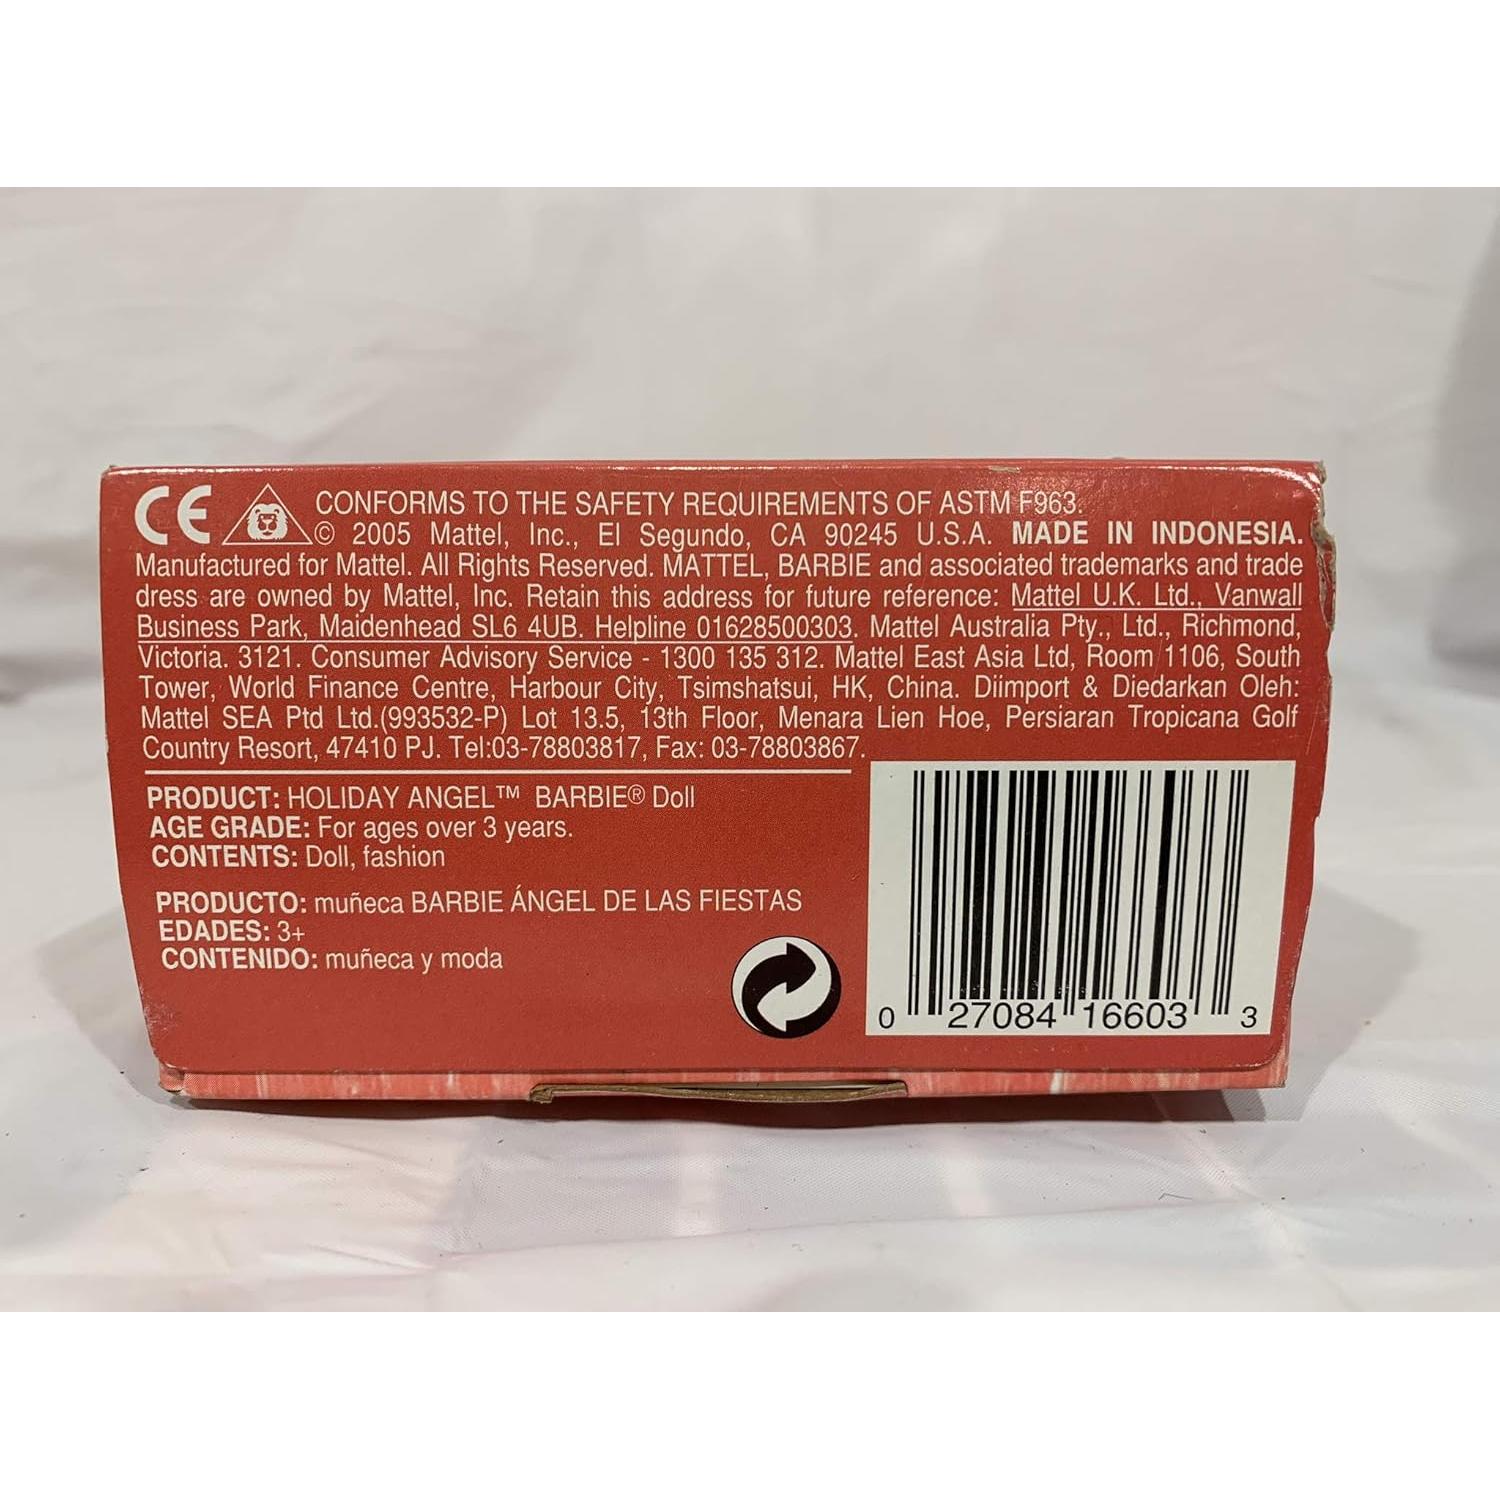 CE CONFORMS TO THE SAFETY REQUIREMENTS OF ASTM F963.
© 2005 Mattel, Inc., El Segundo, CA 90245 U.S.A. MADE IN INDONESIA.
Manufactured for Mattel. All Rights Reserved. MATTEL, BARBIE and associated trademarks and trade
dress are owned by Mattel, Inc. Retain this address for future reference: Mattel U.K. Ltd., Vanwall
Business Park, Maidenhead SL6 4UB. Helpline 01628500303. Mattel Australia Pty., Ltd., Richmond,
Victoria. 3121. Consumer Advisory Service - 1300 135 312. Mattel East Asia Ltd, Room 1106, South
Tower, World Finance Centre, Harbour City, Tsimshatsui, HK, China. Diimport & Diedarkan Oleh:
Mattel SEA Ptd Ltd.(993532-P) Lot 13.5, 13th Floor, Menara Lien Hoe, Persiaran Tropicana Golf
Country Resort, 47410 PJ. Tel:03-78803817, Fax: 03-78803867.
PRODUCT: HOLIDAY ANGEL™ BARBIE® Doll
AGE GRADE: For ages over 3 years.
CONTENTS: Doll, fashion
PRODUCTO: muñeca BARBIE ÁNGEL DE LAS FIESTAS
EDADES: 3+
CONTENIDO: muñeca y moda
0 27084 16603 3